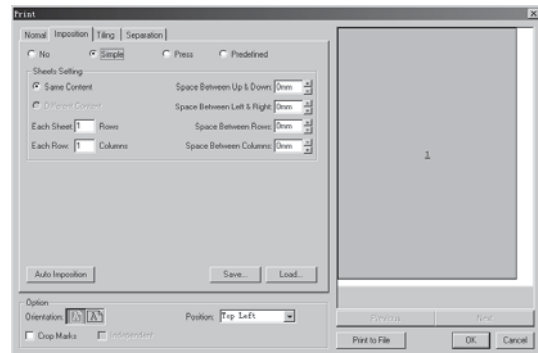 Print
Normal Imposition Tiling Separation
No Simple Press Predefined
Sheets Setting
Same Content Space Between Up & Down: 0mm
Different Content Space Between Left & Right: 0mm
Each Sheet: 1 Rows Space Between Rows: 0mm
Each Row: 1 Columns Space Between Columns: 0mm
1
Auto Imposition Save... Load...
Option
Orientation: A A Position: Top Left
Crop Marks Independent
Previous Next
Print to File OK Cancel